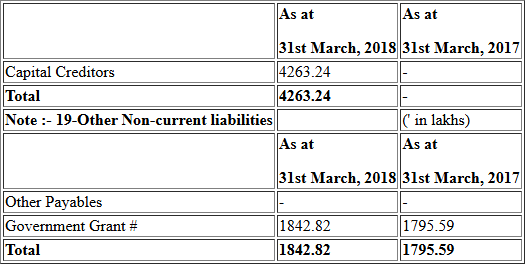 As at As at
31st March, 2018 31st March, 2017
Capital Creditors 4263.24 -
Total 4263.24 -
Note :- 19-Other Non-current liabilities (' in lakhs)
As at As at
31st March, 2018 31st March, 2017
Other Payables - -
Government Grant # 1842.82 1795.59
Total 1842.82 1795.59